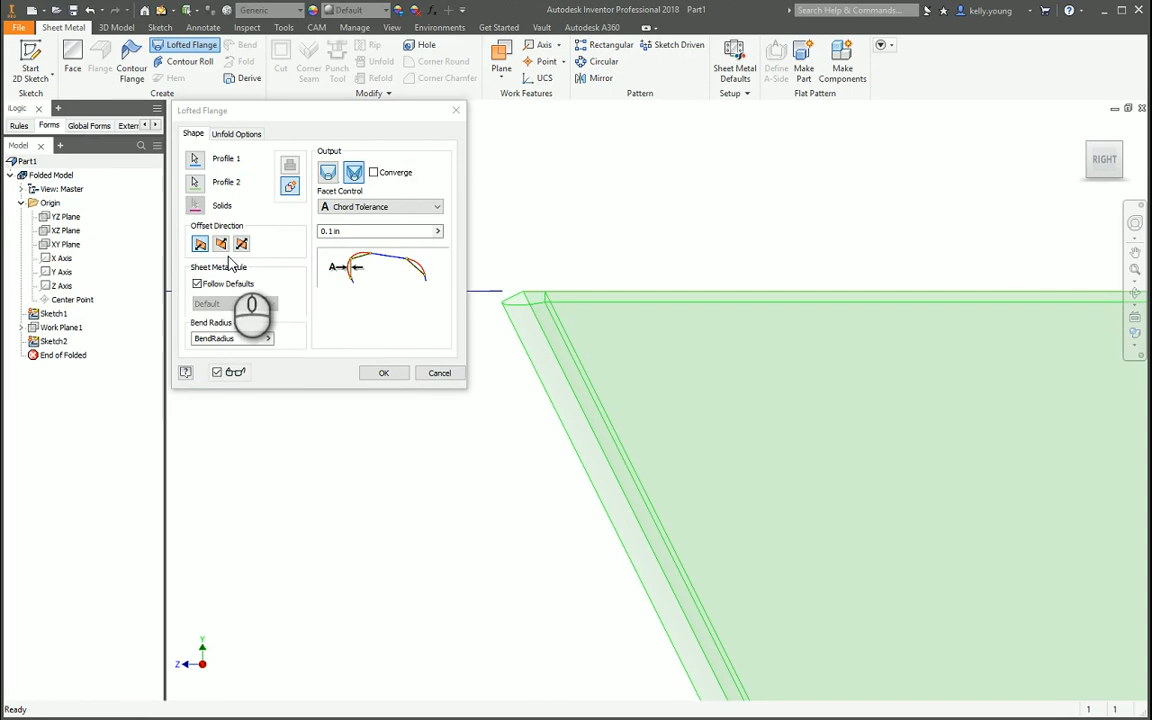 Generic
Default
Autodesk Inventor Professional 2018 Part1
Search Help & Commands...
kelly.young
File Sheet Metal 3D Model Sketch Annotate Inspect Tools CAM Manage View Environments Get Started Vault Autodesk A360
Start
2D Sketch
Face
Flange
Contour
Flange
Lofted Flange
Contour Roll
Hem
Bend
Fold
Derive
Cut
Corner
Seam
Punch
Tool
Rip
Unfold
Refold
Hole
Corner Round
Corner Chamfer
Plane
Axis
Point
UCS
Rectangular
Circular
Mirror
Sketch Driven
Sheet Metal
Defaults
Define
A-Side
Make
Part
Make
Components
Sketch Create Modify Work Features Pattern Setup Flat Pattern
iLogic
Rules Forms Global Forms Extern
Model
Part1
Folded Model
View: Master
Origin
YZ Plane
XZ Plane
XY Plane
X Axis
Y Axis
Z Axis
Center Point
Sketch1
Work Plane1
Sketch2
End of Folded
Lofted Flange
Shape Unfold Options
Profile 1
Profile 2
Solids
Offset Direction
Follow Defaults
Default
Bend Radius
BendRadius
Output
Converge
Facet Control
A Chord Tolerance
0.1 in
A
OK Cancel
RIGHT
Y
Z
Ready
1 1